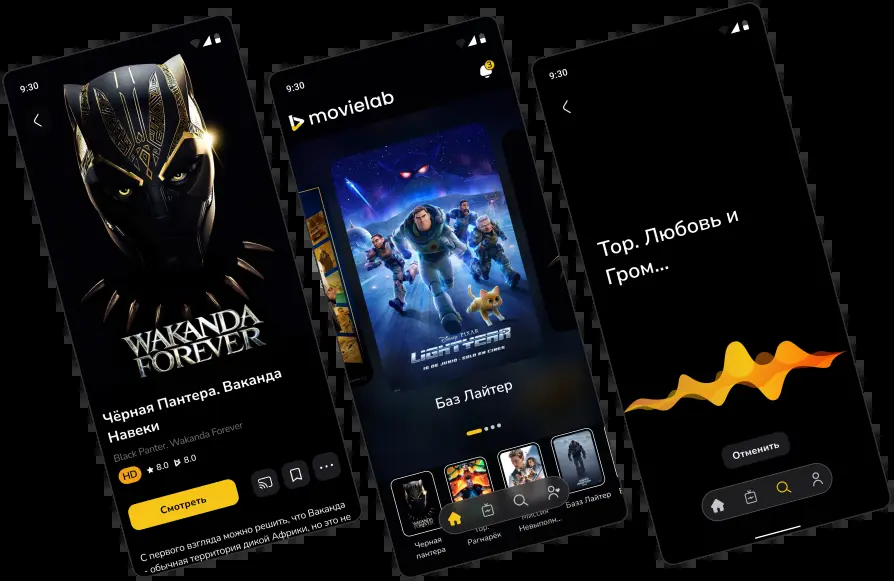 9:30
WAKANDA
FOREVER
Чёрная Пантера. Ваканда
Навеки
Black Panter. Wakanda Forever
HD
8.0
8.0
Смотреть
С первого взгляда можно решить, что Ваканда
- обычная территория дикой Африки, но это не
9:30
3
movielab
Disney PIXAR
LIGHTYEAR
16 DE JUNIO - SOLO EN CINES
Баз Лайтер
Черная
пантера
Тор.
Рагнарёк
Миссия
Невыполн...
Базз Лайтер
9:30
Тор. Любовь и
Гром...
Отменить